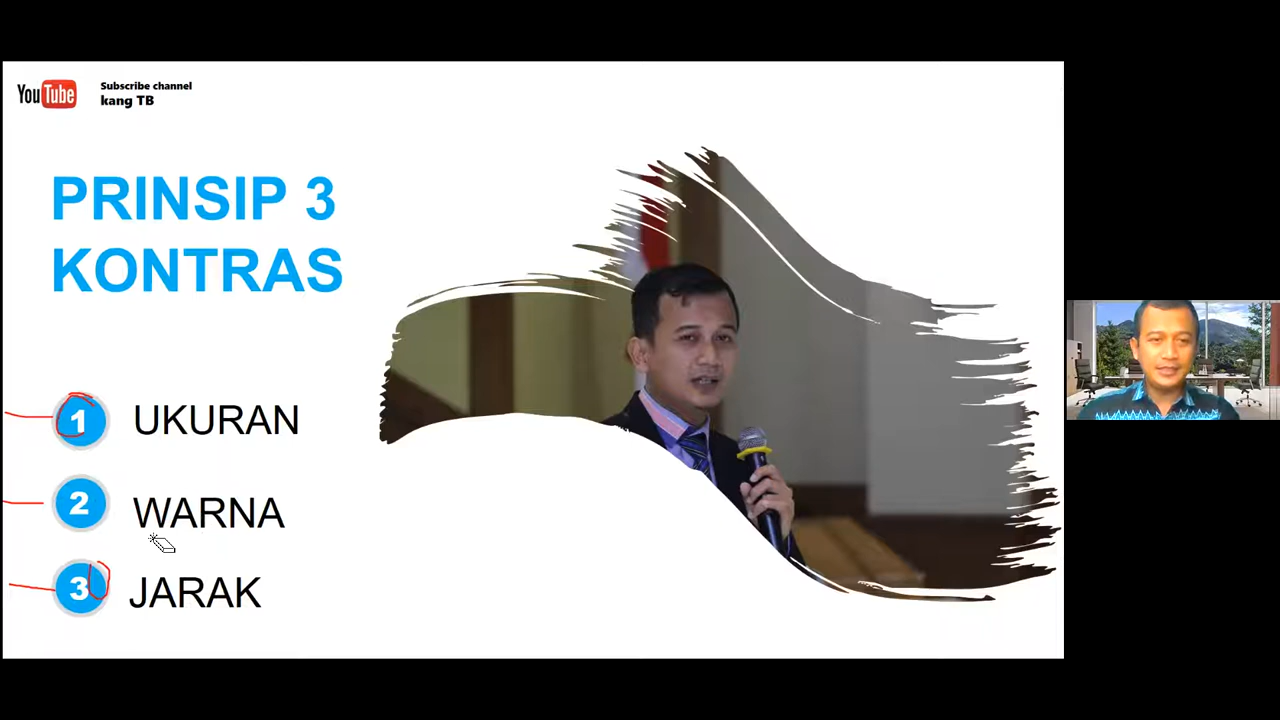 YouTube
Subscribe channel
kang TB
PRINSIP 3
KONTRAS
1 UKURAN
2 WARNA
3 JARAK